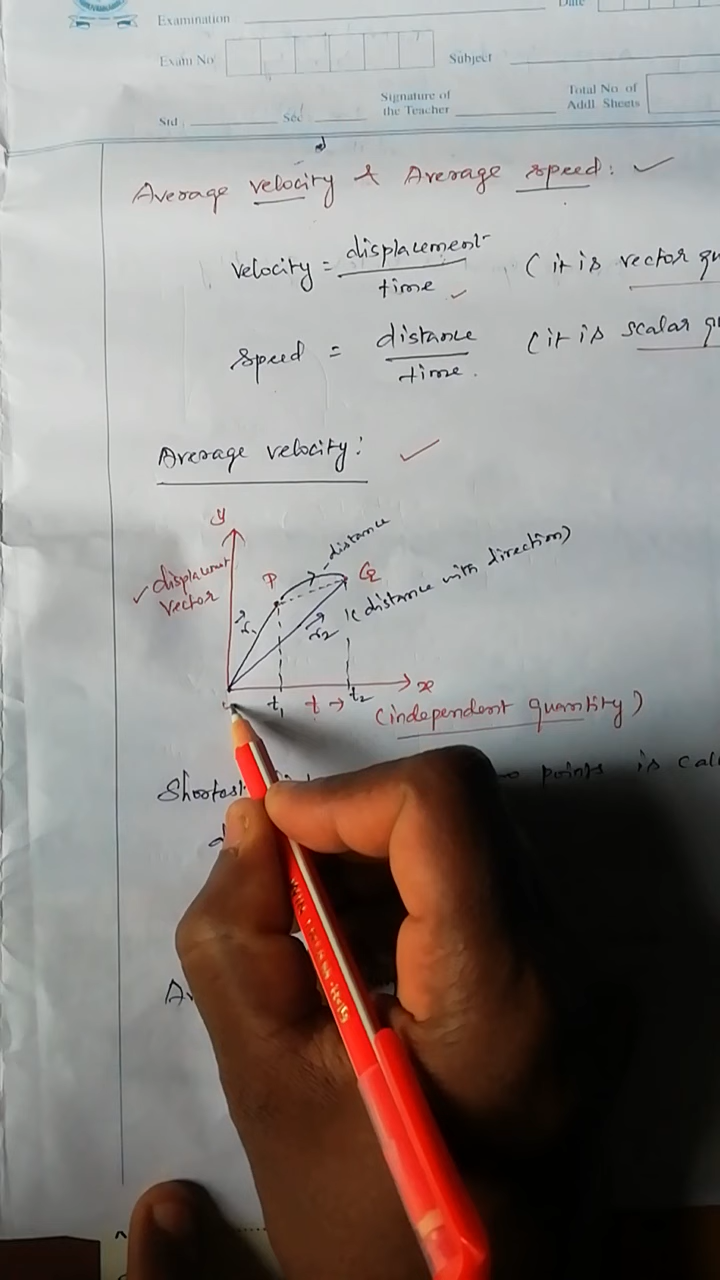 Date
Examination
Exam No
Subject
Signature of the Teacher
Total No. of Addl. Sheets
Std
Sec
Average velocity & Average speed:
velocity = displacement / time (it is vector
speed = distance / time. (it is scalar
Average velocity:
y
distance
displacement vector
P
Q
r1
r2
(distance with direction)
t1
t →
t2
x
(independent quantity)
Shortest
points is